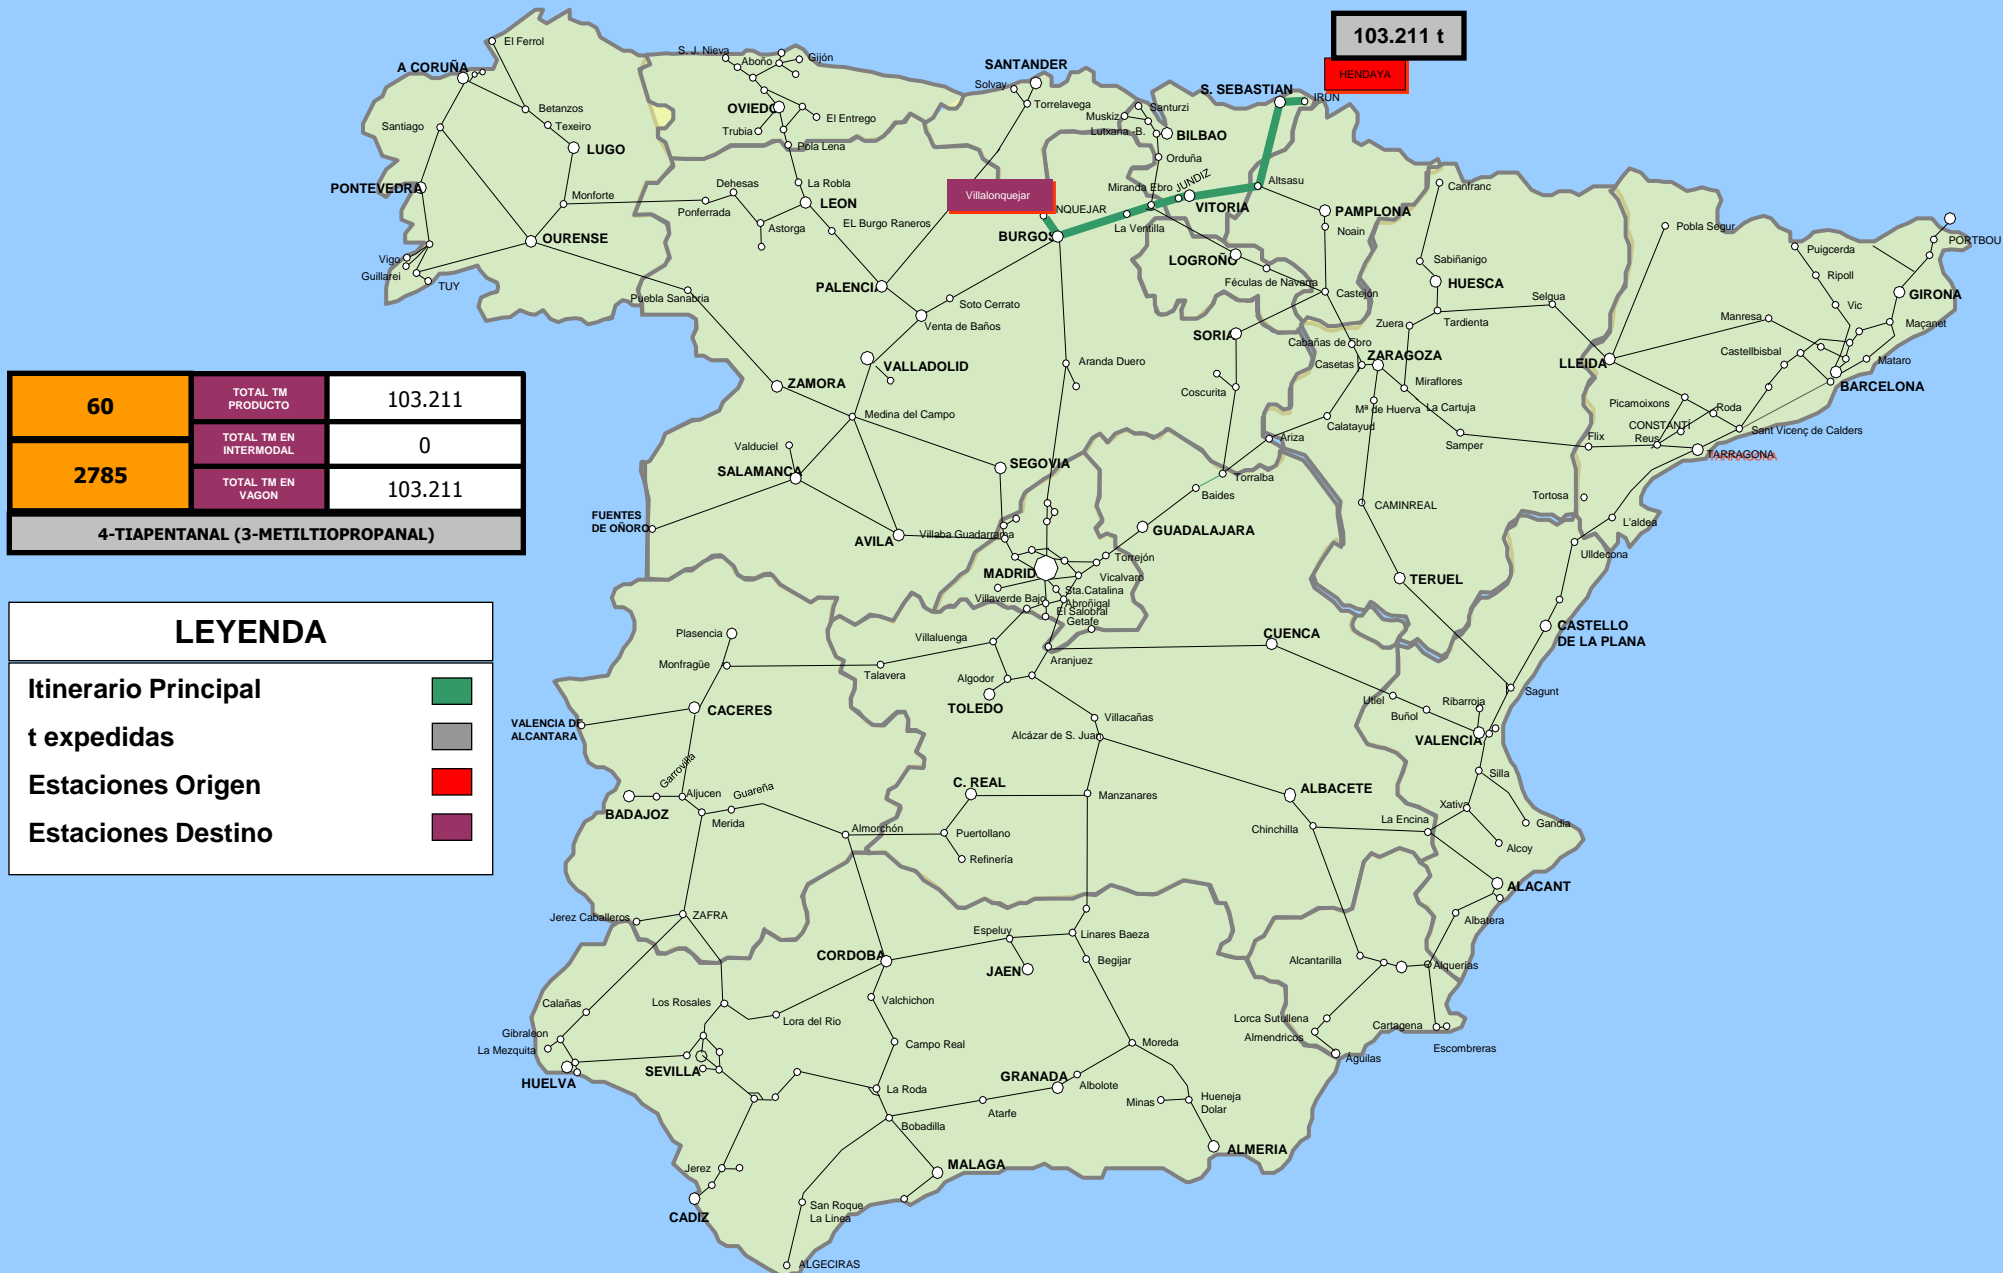 103.211 t
HENDAYA
El Ferrol
S. J. Nieva
Gijón
Aboño
A CORUÑA
SANTANDER
Solvay
S. SEBASTIAN
IRUN
Betanzos
OVIEDO
Torrelavega
Santurzi
Muskiz
El Entrego
Santiago
Texeiro
Trubia
Lutxana -B.
BILBAO
LUGO
Pola Lena
Orduña
PONTEVEDRA
Monforte
Dehesas
La Robla
Villalonquejar
Miranda Ebro
JUNDIZ
Altsasu
Canfranc
Ponferrada
LEON
NQUEJAR
VITORIA
PAMPLONA
Astorga
EL Burgo Raneros
La Ventilla
Noain
Pobla Segur
PORTBOU
OURENSE
BURGOS
Puigcerda
Vigo
LOGROÑO
Sabiñanigo
Guillarei
Ripoll
TUY
Puebla Sanabria
PALENCIA
Soto Cerrato
Féculas de Navarra
Castejón
HUESCA
Selgua
GIRONA
Vic
Venta de Baños
SORIA
Zuera
Tardienta
Manresa
Maçanet
Cabañas de Ebro
VALLADOLID
Aranda Duero
Casetas
ZARAGOZA
LLEIDA
Castellbisbal
Mataro
ZAMORA
Coscurita
Miraflores
BARCELONA
60
TOTAL TM
PRODUCTO
103.211
Medina del Campo
Mª de Huerva
La Cartuja
Picamoixons
Roda
TOTAL TM EN
INTERMODAL
0
Valduciel
Ariza
Calatayud
Samper
Flix
CONSTANTÍ
Reus
Sant Vicenç de Calders
2785
TOTAL TM EN
VAGON
103.211
SALAMANCA
SEGOVIA
Torralba
TARRAGONA
TARRAGONA
4-TIAPENTANAL (3-METILTIOPROPANAL)
Baides
CAMINREAL
Tortosa
FUENTES
DE OÑORO
AVILA
Villaba Guadarrama
GUADALAJARA
L'aldea
Torrejón
Ulldecona
MADRID
Vicalvaro
TERUEL
Sta.Catalina
Villaverde Bajo
Abroñigal
El Salobral
Getafe
LEYENDA
Plasencia
Villaluenga
CUENCA
CASTELLO
DE LA PLANA
Monfragüe
Talavera
Aranjuez
Itinerario Principal
Algodor
CACERES
TOLEDO
Utiel
Ribarroja
Sagunt
VALENCIA DE
ALCANTARA
Villacañas
Buñol
t expedidas
Alcázar de S. Juan
VALENCIA
Garrovilla
Silla
Estaciones Origen
C. REAL
ALBACETE
Aljucen
Guareña
Manzanares
Xativa
BADAJOZ
Merida
La Encina
Gandia
Estaciones Destino
Almorchón
Puertollano
Chinchilla
Alcoy
Refinería
ALACANT
Jerez Caballeros
ZAFRA
Albatera
Espeluy
Linares Baeza
CORDOBA
JAEN
Begijar
Alcantarilla
Alquerias
Calañas
Los Rosales
Valchichon
Lora del Rio
Lorca Sutullena
Cartagena
Gibraleon
Almendricos
La Mezquita
Campo Real
Moreda
Escombreras
Águilas
HUELVA
SEVILLA
GRANADA
Albolote
La Roda
Hueneja
Dolar
Minas
Atarfe
Bobadilla
ALMERIA
Jerez
MALAGA
San Roque
La Linea
CADIZ
ALGECIRAS